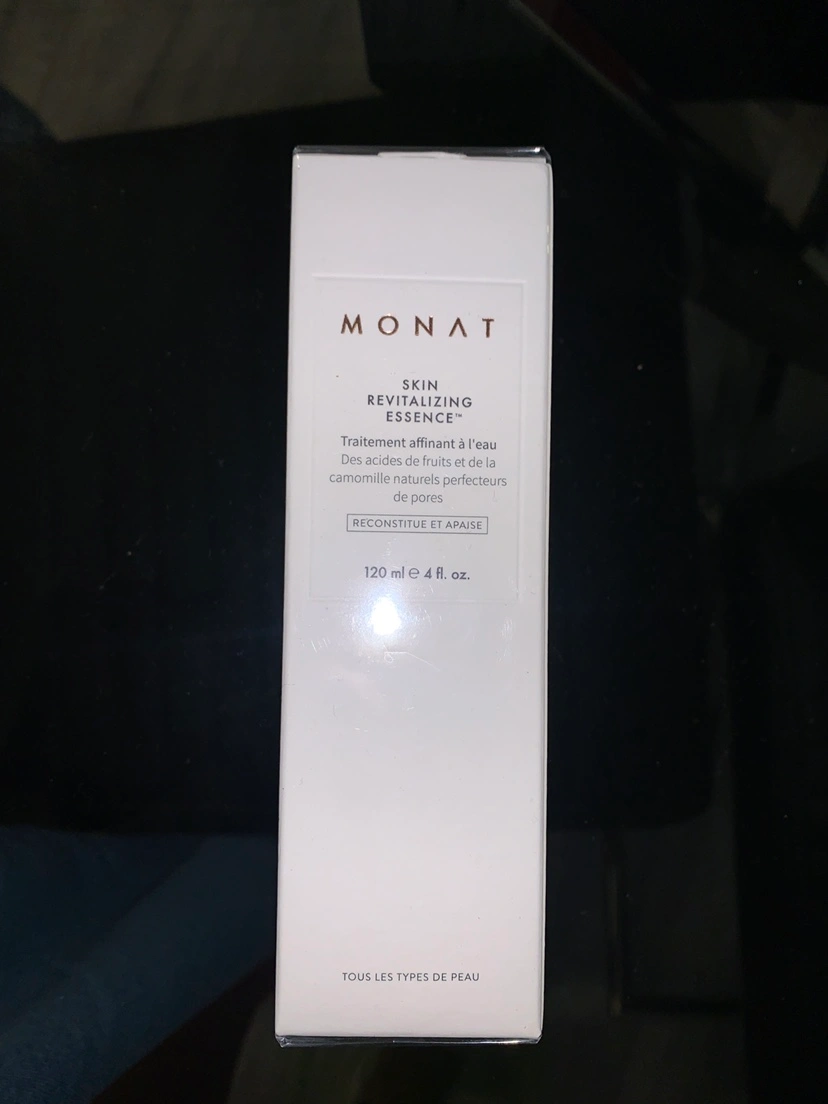 MONAT
SKIN
REVITALIZING
ESSENCE™
Traitement affinant à l'eau
Des acides de fruits et de la
camomille naturels perfecteurs
de pores
RECONSTITUE ET APAISE
120 ml ℮ 4 fl. oz.
TOUS LES TYPES DE PEAU